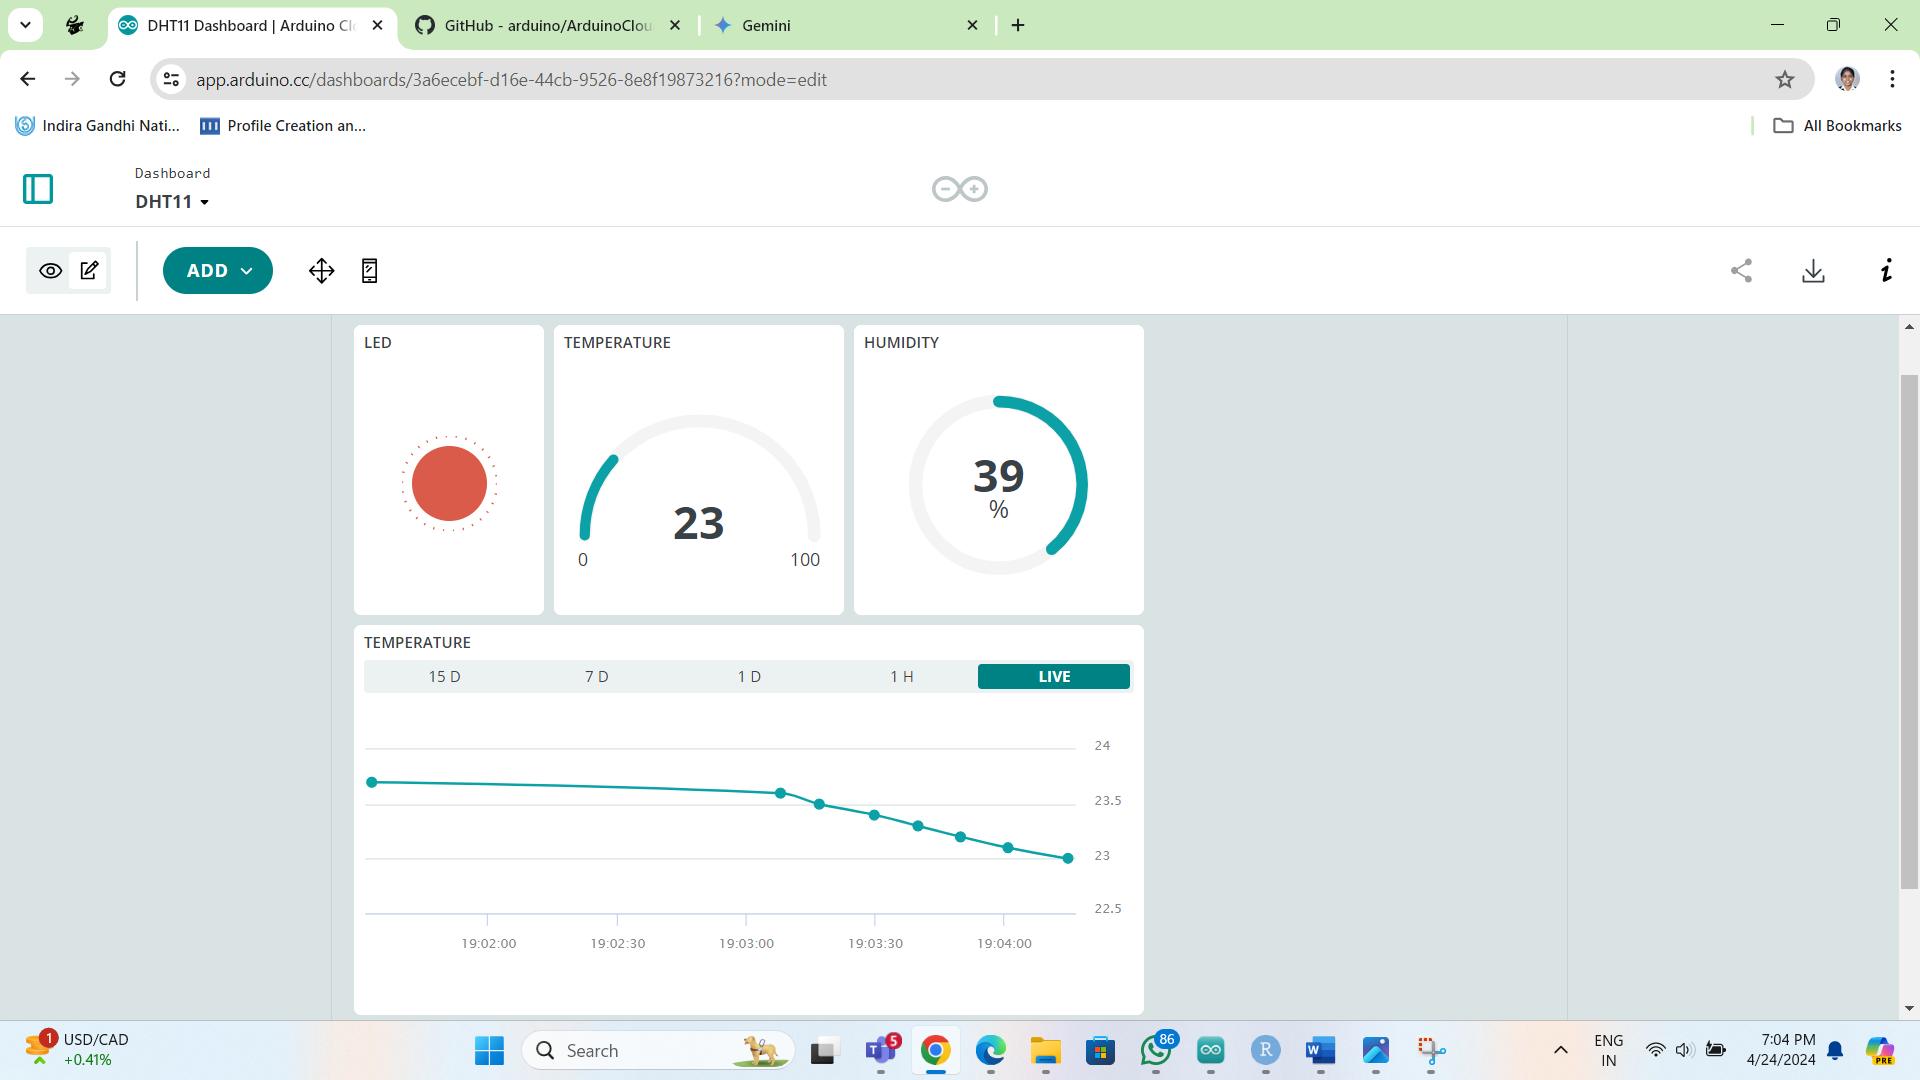 DHT11 Dashboard | Arduino Cl
GitHub - arduino/ArduinoClou
Gemini
app.arduino.cc/dashboards/3a6ecebf-d16e-44cb-9526-8e8f19873216?mode=edit
Indira Gandhi Nati...
Profile Creation an...
All Bookmarks
Dashboard
DHT11
ADD
LED
TEMPERATURE
HUMIDITY
23
0
100
39
%
TEMPERATURE
15 D
7 D
1 D
1 H
LIVE
24
23.5
23
22.5
19:02:00
19:02:30
19:03:00
19:03:30
19:04:00
1
USD/CAD
+0.41%
Search
5
86
ENG
IN
7:04 PM
4/24/2024
PRE